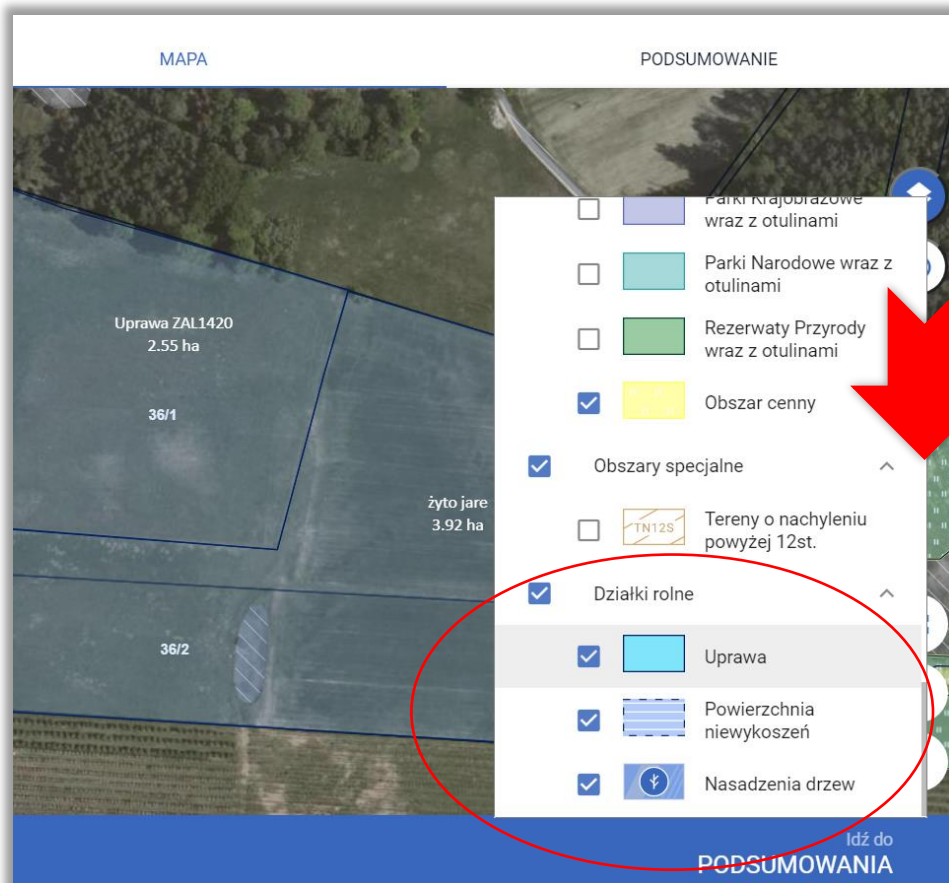 MAPA
PODSUMOWANIE
Parki Krajobrazowe
wraz z otulinami
Parki Narodowe wraz z
otulinami
Rezerwaty Przyrody
wraz z otulinami
Obszar cenny
Obszary specjalne
TN12S
Tereny o nachyleniu
powyżej 12st.
Działki rolne
Uprawa
Powierzchnia
niewykoszeń
Nasadzenia drzew
Uprawa ZAL1420
2.55 ha
36/1
żyto jare
3.92 ha
36/2
Idź do
PODSUMOWANIA